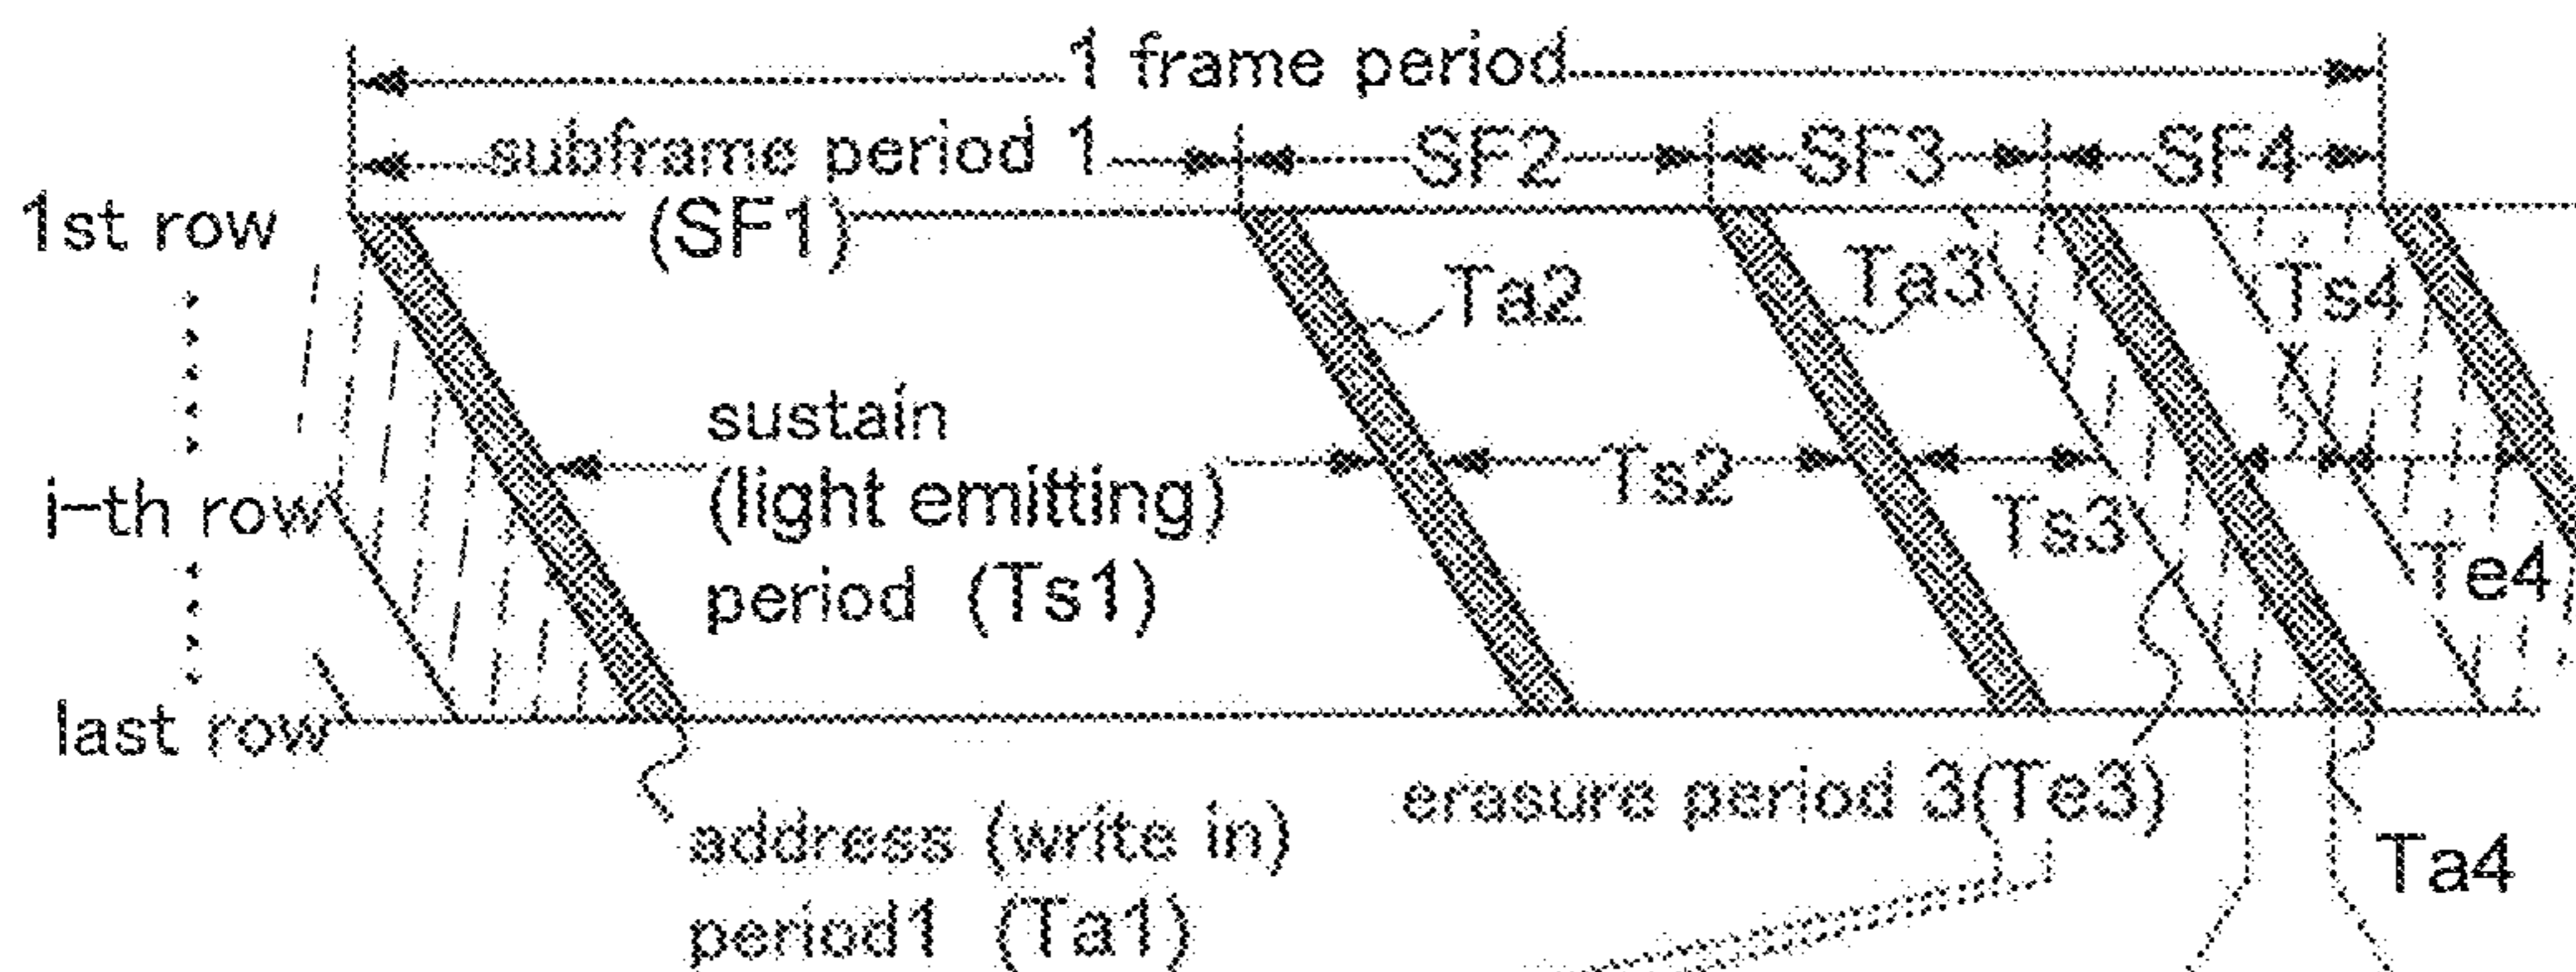 1 frame period
subframe period 1 SF2 SF3 SF4
(SF1)
1st row
Ta2 Ta3 Ts4
sustain
(light emitting)
period (Ts1)
Ts2
Ts3
i-th row
Te4
last row
erasure period 3(Te3)
address (write in)
period1 (Ta1)
Ta4